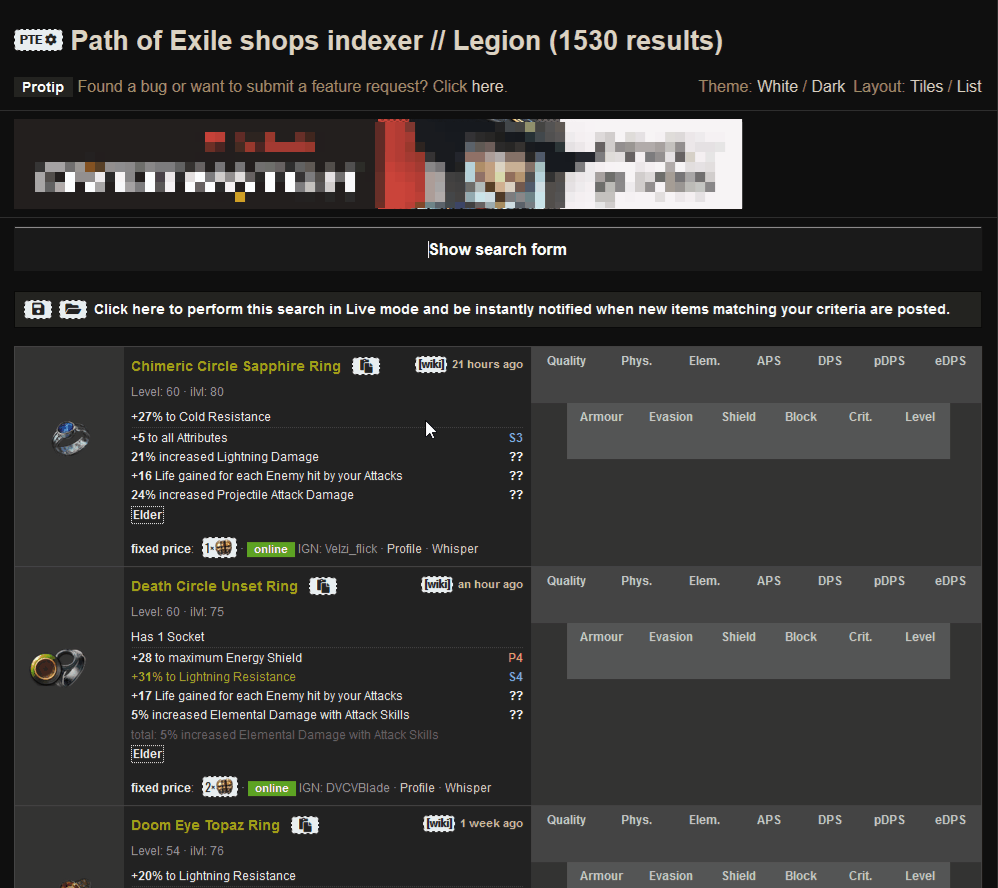 PTE Path of Exile shops indexer // Legion (1530 results)
Protip Found a bug or want to submit a feature request? Click here. Theme: White / Dark Layout: Tiles / List
Show search form
Click here to perform this search in Live mode and be instantly notified when new items matching your criteria are posted.
Chimeric Circle Sapphire Ring [wiki] 21 hours ago
Level: 60 · ilvl: 80
+27% to Cold Resistance
+5 to all Attributes S3
21% increased Lightning Damage ??
+16 Life gained for each Enemy hit by your Attacks ??
24% increased Projectile Attack Damage ??
Elder
fixed price: 1× · online IGN: Velzi_flick · Profile · Whisper
Quality Phys. Elem. APS DPS pDPS eDPS
Armour Evasion Shield Block Crit. Level
Death Circle Unset Ring [wiki] an hour ago
Level: 60 · ilvl: 75
Has 1 Socket
+28 to maximum Energy Shield P4
+31% to Lightning Resistance S4
+17 Life gained for each Enemy hit by your Attacks ??
5% increased Elemental Damage with Attack Skills ??
total: 5% increased Elemental Damage with Attack Skills
Elder
fixed price: 2× · online IGN: DVCVBlade · Profile · Whisper
Quality Phys. Elem. APS DPS pDPS eDPS
Armour Evasion Shield Block Crit. Level
Doom Eye Topaz Ring [wiki] 1 week ago
Level: 54 · ilvl: 76
+20% to Lightning Resistance
Quality Phys. Elem. APS DPS pDPS eDPS
Armour Evasion Shield Block Crit. Level